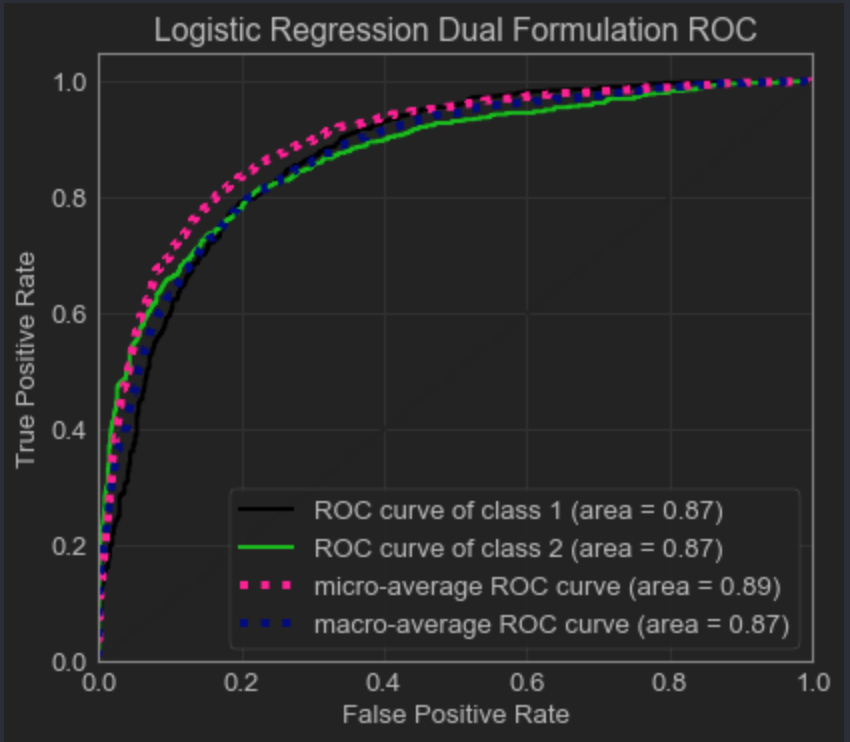 Logistic Regression Dual Formulation ROC
True Positive Rate
1.0
0.8
0.6
0.4
0.2
0.0
ROC curve of class 1 (area = 0.87)
ROC curve of class 2 (area = 0.87)
micro-average ROC curve (area = 0.89)
macro-average ROC curve (area = 0.87)
0.0 0.2 0.4 0.6 0.8 1.0
False Positive Rate